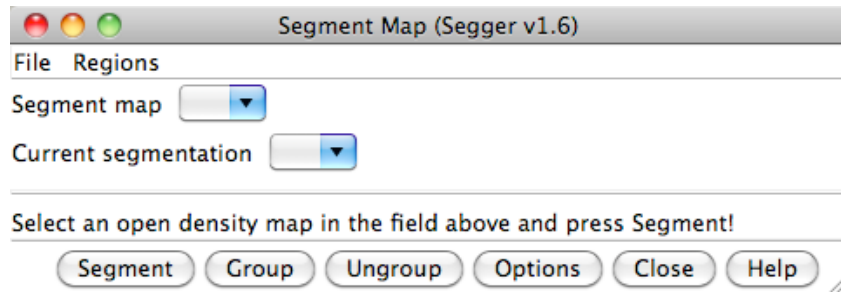 Segment Map (Segger v1.6)
File Regions
Segment map
Current segmentation
Select an open density map in the field above and press Segment!
Segment Group Ungroup Options Close Help